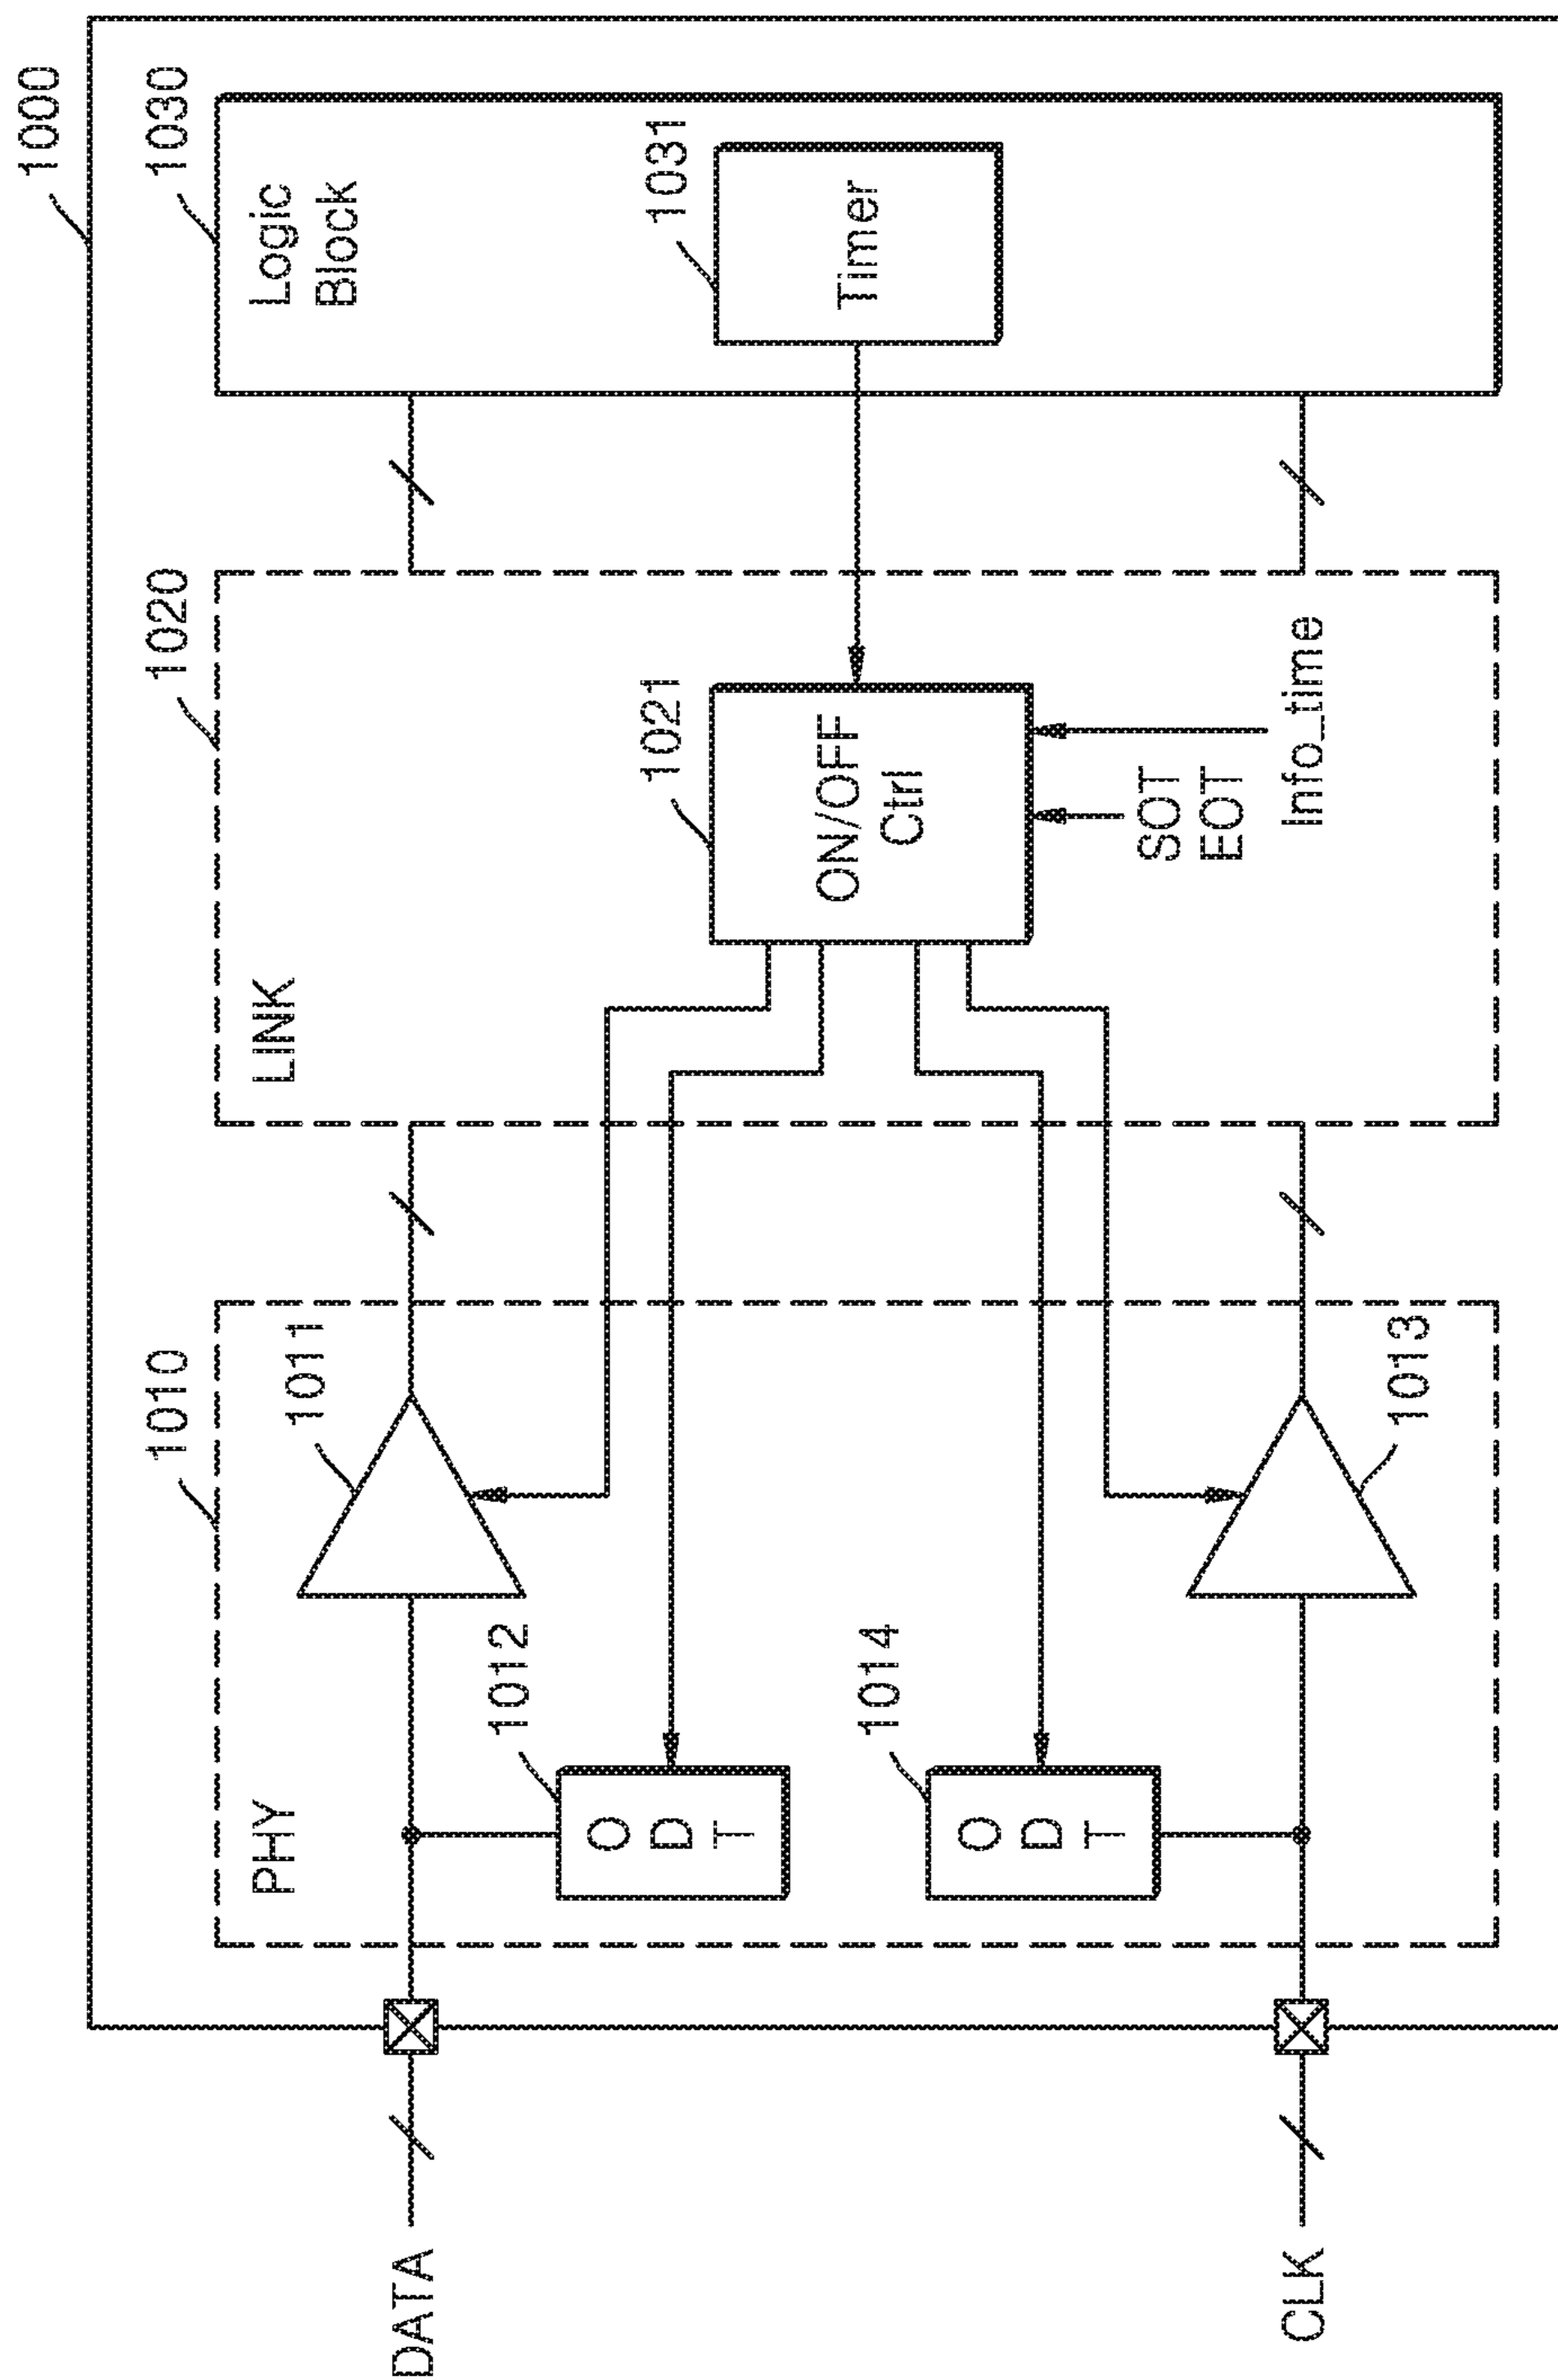 1000
1010
1020
1030
PHY
LINK
Logic
Block
1011
DATA
1012
O
D
T
1021
ON/OFF
Ctrl
1031
Timer
1014
O
D
T
SOT
EOT
Info_time
CLK
1013